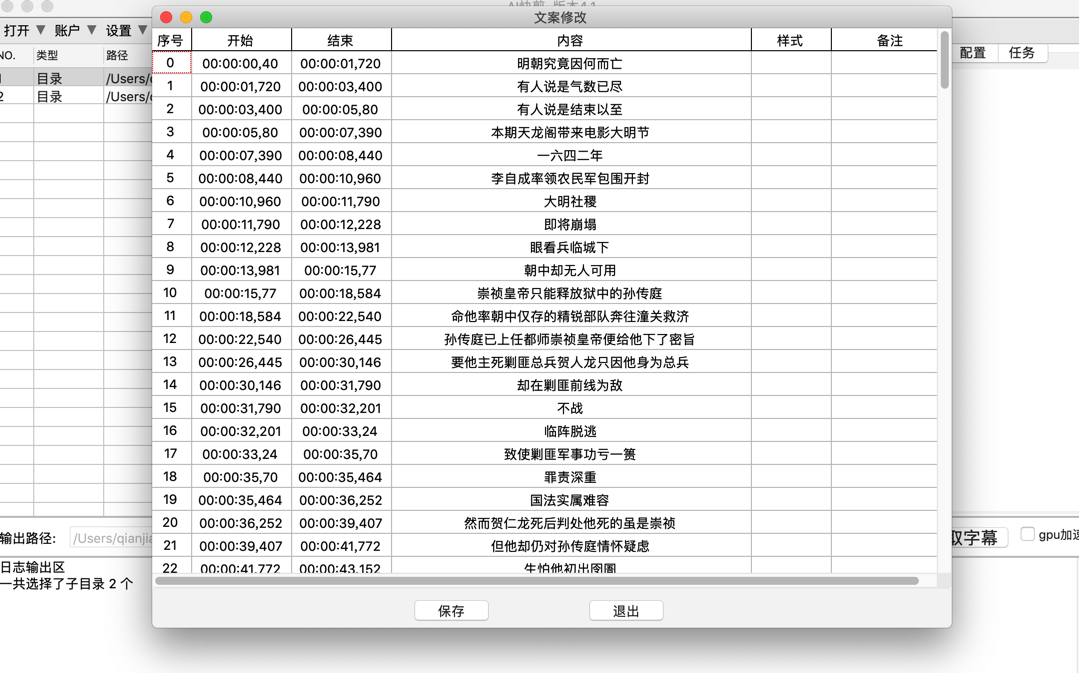 AI快剪 版本4.1
文案修改
打开 ▼ 账户 ▼ 设置 ▼
配置 任务
NO. 类型 路径
1 目录 /Users/
2 目录 /Users/
序号 开始 结束 内容 样式 备注
0 00:00:00,40 00:00:01,720 明朝究竟因何而亡
1 00:00:01,720 00:00:03,400 有人说是气数已尽
2 00:00:03,400 00:00:05,80 有人说是结束以至
3 00:00:05,80 00:00:07,390 本期天龙阁带来电影大明节
4 00:00:07,390 00:00:08,440 一六四二年
5 00:00:08,440 00:00:10,960 李自成率领农民军包围开封
6 00:00:10,960 00:00:11,790 大明社稷
7 00:00:11,790 00:00:12,228 即将崩塌
8 00:00:12,228 00:00:13,981 眼看兵临城下
9 00:00:13,981 00:00:15,77 朝中却无人可用
10 00:00:15,77 00:00:18,584 崇祯皇帝只能释放狱中的孙传庭
11 00:00:18,584 00:00:22,540 命他率朝中仅存的精锐部队奔往潼关救济
12 00:00:22,540 00:00:26,445 孙传庭已上任都师崇祯皇帝便给他下了密旨
13 00:00:26,445 00:00:30,146 要他主死剿匪总兵贺人龙只因他身为总兵
14 00:00:30,146 00:00:31,790 却在剿匪前线为敌
15 00:00:31,790 00:00:32,201 不战
16 00:00:32,201 00:00:33,24 临阵脱逃
17 00:00:33,24 00:00:35,70 致使剿匪军事功亏一篑
18 00:00:35,70 00:00:35,464 罪责深重
19 00:00:35,464 00:00:36,252 国法实属难容
20 00:00:36,252 00:00:39,407 然而贺仁龙死后判处他死的虽是崇祯
21 00:00:39,407 00:00:41,772 但他却仍对孙传庭情怀疑虑
22 00:00:41,772 00:00:43,152 生怕他初出囹圄
输出路径: /Users/qianjia
取字幕 gpu加速
保存 退出
日志输出区
一共选择了子目录 2 个